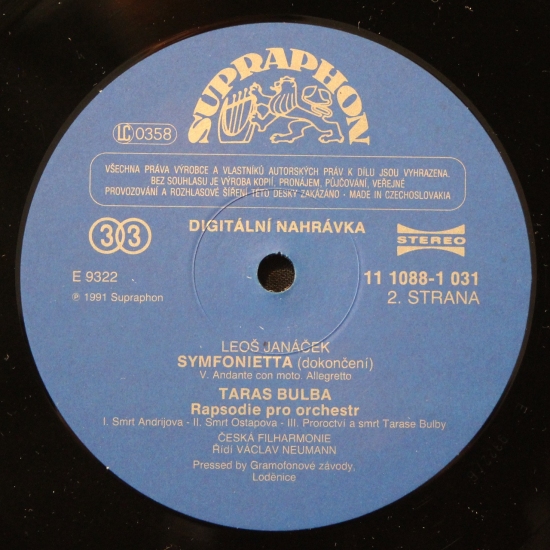 SUPRAPHON
LC 0358
VŠECHNA PRÁVA VÝROBCE A VLASTNÍKŮ AUTORSKÝCH PRÁV K DÍLU JSOU VYHRAZENA.
BEZ SOUHLASU JE VÝROBA KOPIÍ, PRONÁJEM, PŮJČOVÁNÍ, VEŘEJNÉ
PROVOZOVÁNÍ A ROZHLASOVÉ ŠÍŘENÍ TÉTO DESKY ZAKÁZÁNO · MADE IN CZECHOSLOVAKIA
DIGITÁLNÍ NAHRÁVKA
33
STEREO
E 9322
11 1088-1 031
℗ 1991 Supraphon
2. STRANA
LEOŠ JANÁČEK
SYMFONIETTA (dokončení)
V. Andante con moto. Allegretto
TARAS BULBA
Rapsodie pro orchestr
I. Smrt Andrijova - II. Smrt Ostapova - III. Proroctví a smrt Tarase Bulby
ČESKÁ FILHARMONIE
Řídí VÁCLAV NEUMANN
Pressed by Gramofonové závody,
Loděnice